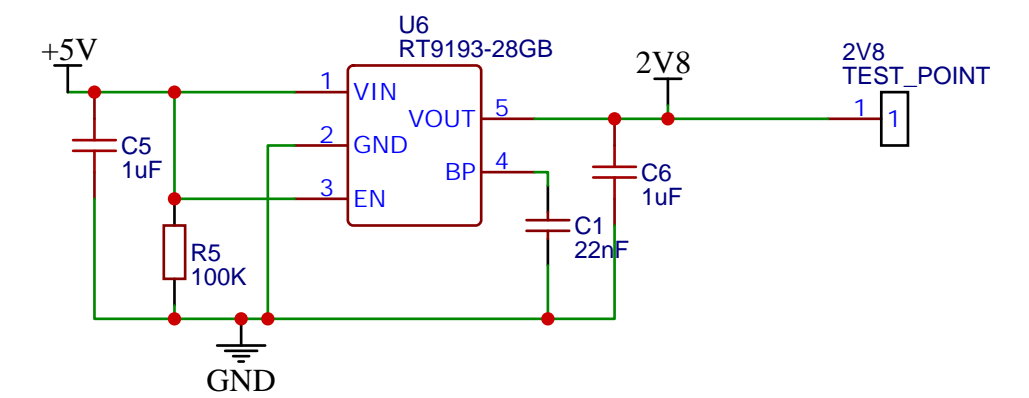 U6
RT9193-28GB
+5V
2V8
2V8
TEST_POINT
1
VIN
VOUT
5
1
1
2
GND
C5
1uF
BP
4
C6
1uF
3
EN
C1
22nF
R5
100K
GND